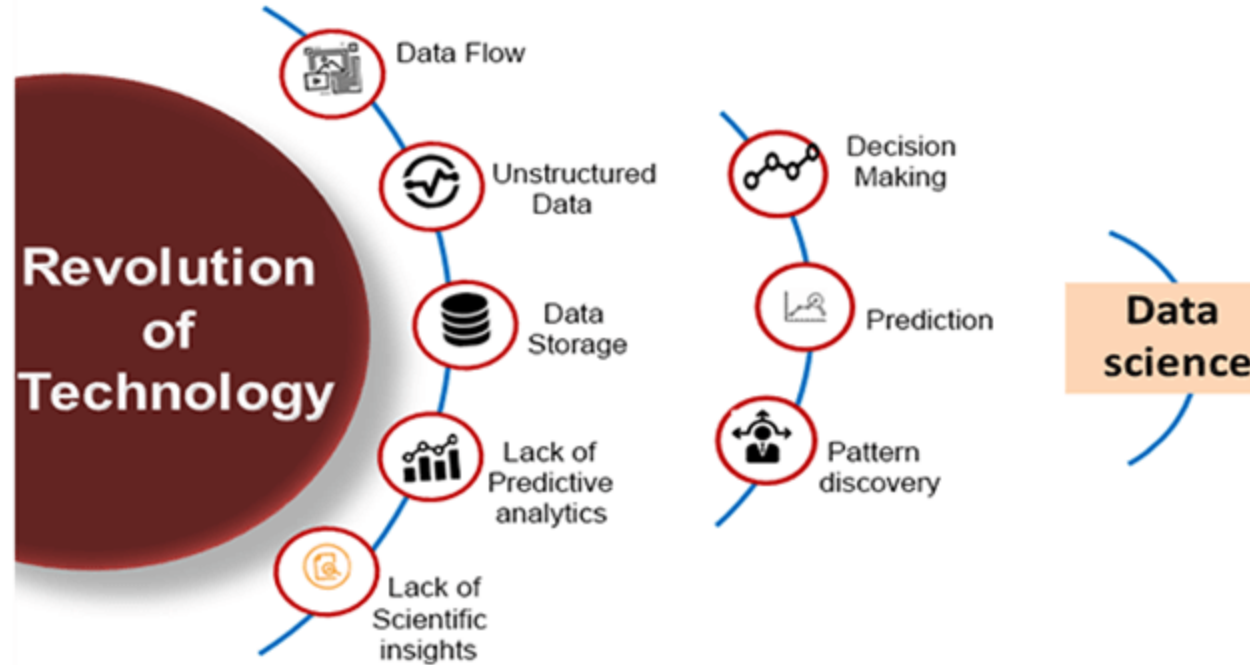 Revolution
of
Technology
Data Flow
Unstructured
Data
Data
Storage
Lack of
Predictive
analytics
Lack of
Scientific
insights
Decision
Making
Prediction
Pattern
discovery
Data
science